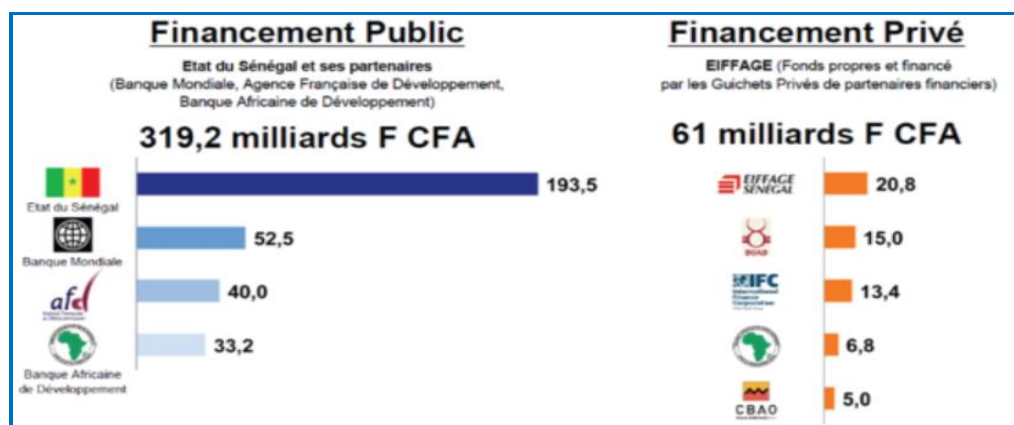 Financement Public
Etat du Sénégal et ses partenaires
(Banque Mondiale, Agence Française de Développement,
Banque Africaine de Développement)
319,2 milliards F CFA
Etat du Sénégal
193,5
Banque Mondiale
52,5
afd
40,0
Banque Africaine
de Développement
33,2
Financement Privé
EIFFAGE (Fonds propres et financé
par les Guichets Privés de partenaires financiers)
61 milliards F CFA
EIFFAGE
SÉNÉGAL
20,8
BOAD
15,0
IFC
International
Finance
Corporation
13,4
6,8
CBAO
5,0